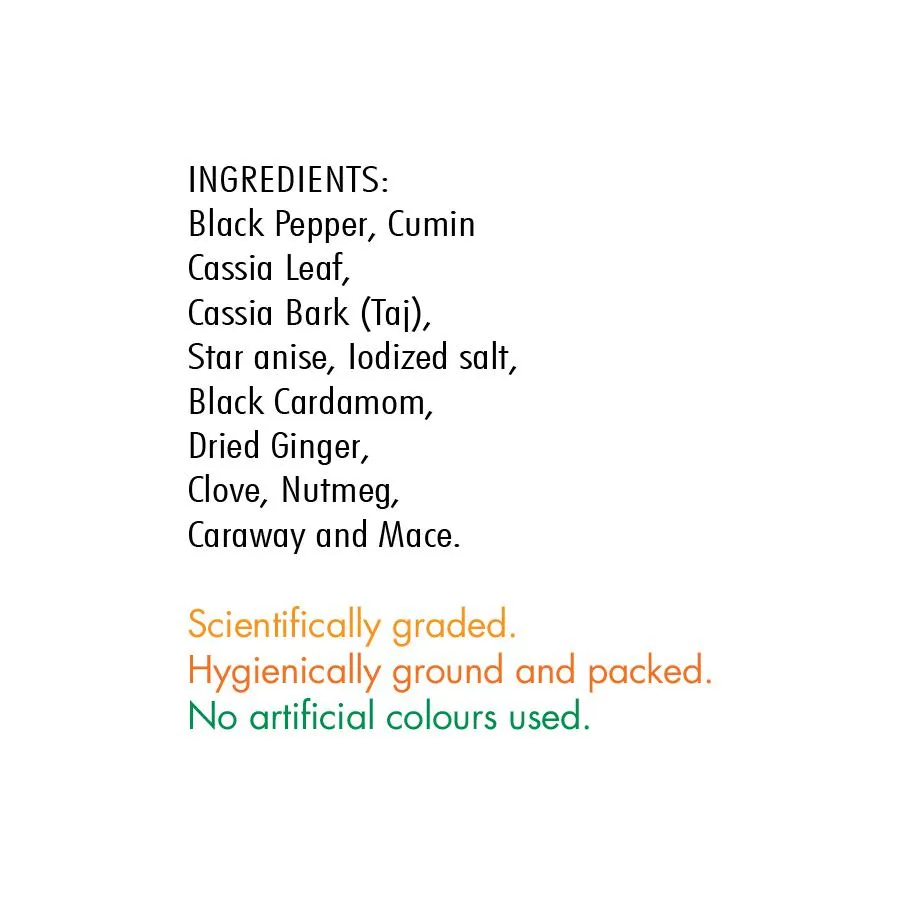 INGREDIENTS:
Black Pepper, Cumin
Cassia Leaf,
Cassia Bark (Taj),
Star anise, Iodized salt,
Black Cardamom,
Dried Ginger,
Clove, Nutmeg,
Caraway and Mace.
Scientifically graded.
Hygienically ground and packed.
No artificial colours used.